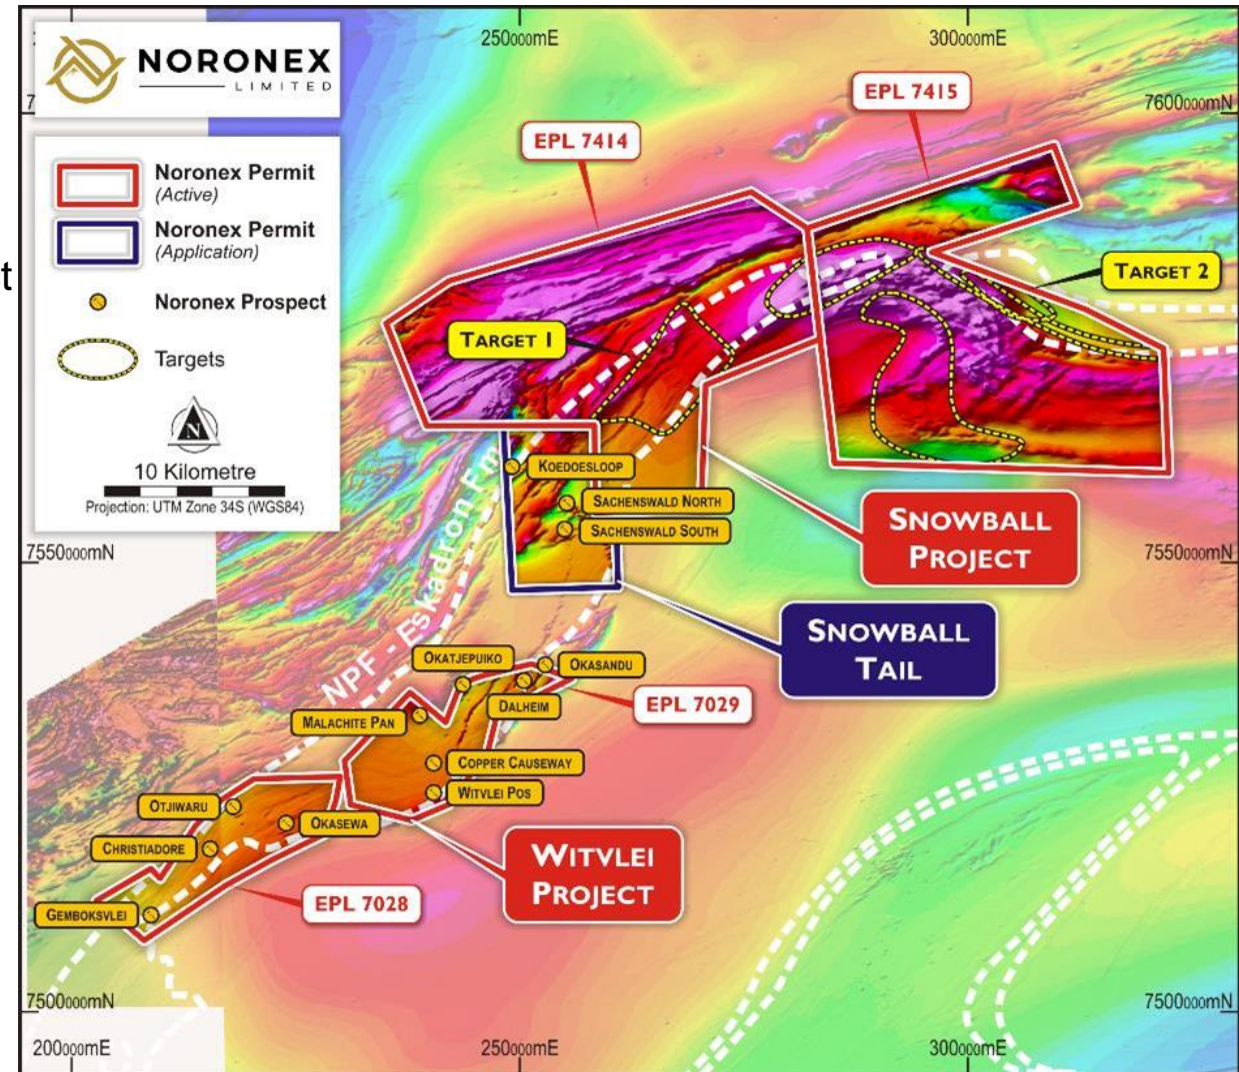 NORONEX
LIMITED
250000mE
300000mE
7600000mN
EPL 7415
EPL 7414
Noronex Permit
(Active)
Noronex Permit
(Application)
Noronex Prospect
Targets
N
10 Kilometre
Projection: UTM Zone 34S (WGS84)
t
TARGET 2
TARGET 1
KOEDOESLOOP
SACHENSWALD NORTH
SACHENSWALD SOUTH
SNOWBALL
PROJECT
7550000mN
7550000mN
NPF - Eskadron Fm
SNOWBALL
TAIL
OKATJEPUIKO
OKASANDU
DALHEIM
EPL 7029
MALACHITE PAN
COPPER CAUSEWAY
WITVLEI POS
OTJIWARU
OKASEWA
CHRISTIADORE
WITVLEI
PROJECT
EPL 7028
GEMBOKSVLEI
7500000mN
7500000mN
200000mE
250000mE
300000mE